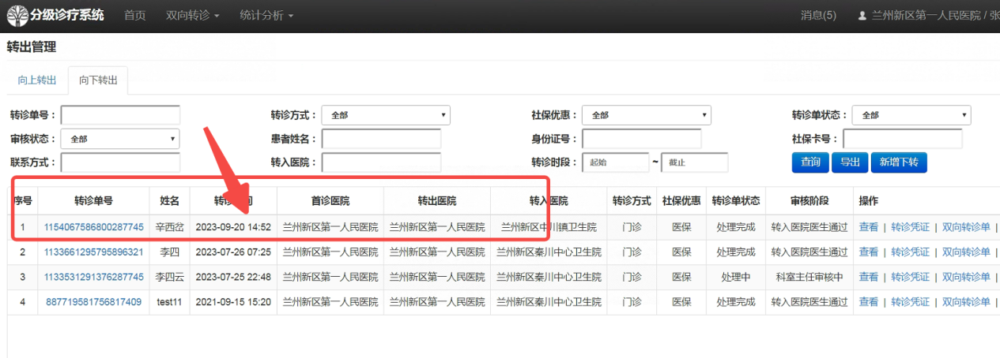 分级诊疗系统 首页 双向转诊 统计分析 消息(5) 兰州新区第一人民医院 / 张
转出管理
向上转出 向下转出
转诊单号： 转诊方式： 全部 社保优惠： 全部 转诊单状态： 全部
审核状态： 全部 患者姓名： 身份证号： 社保卡号：
联系方式： 转入医院： 转诊时段： 起始 ~ 截止 查询 导出 新增下转
序号 转诊单号 姓名 转诊 首诊医院 转出医院 转入医院 转诊方式 社保优惠 转诊单状态 审核阶段 操作
1 1154067586800287745 辛西岔 2023-09-20 14:52 兰州新区第一人民医院 兰州新区第一人民医院 兰州新区中川镇卫生院 门诊 医保 处理完成 转入医院医生通过 查看 | 转诊凭证 | 双向转诊单 |
2 1133661295795896321 李四 2023-07-26 07:25 兰州新区第一人民医院 兰州新区第一人民医院 兰州新区秦川中心卫生院 门诊 医保 处理完成 转入医院医生通过 查看 | 转诊凭证 | 双向转诊单 |
3 1133531291376287745 李四云 2023-07-25 22:48 兰州新区第一人民医院 兰州新区第一人民医院 兰州新区秦川中心卫生院 门诊 医保 处理中 科室主任审核中 查看 | 转诊凭证 | 双向转诊单 |
4 887719581756817409 test11 2021-09-15 15:20 兰州新区第一人民医院 兰州新区第一人民医院 兰州新区秦川中心卫生院 门诊 医保 处理完成 转入医院医生通过 查看 | 转诊凭证 | 双向转诊单 |